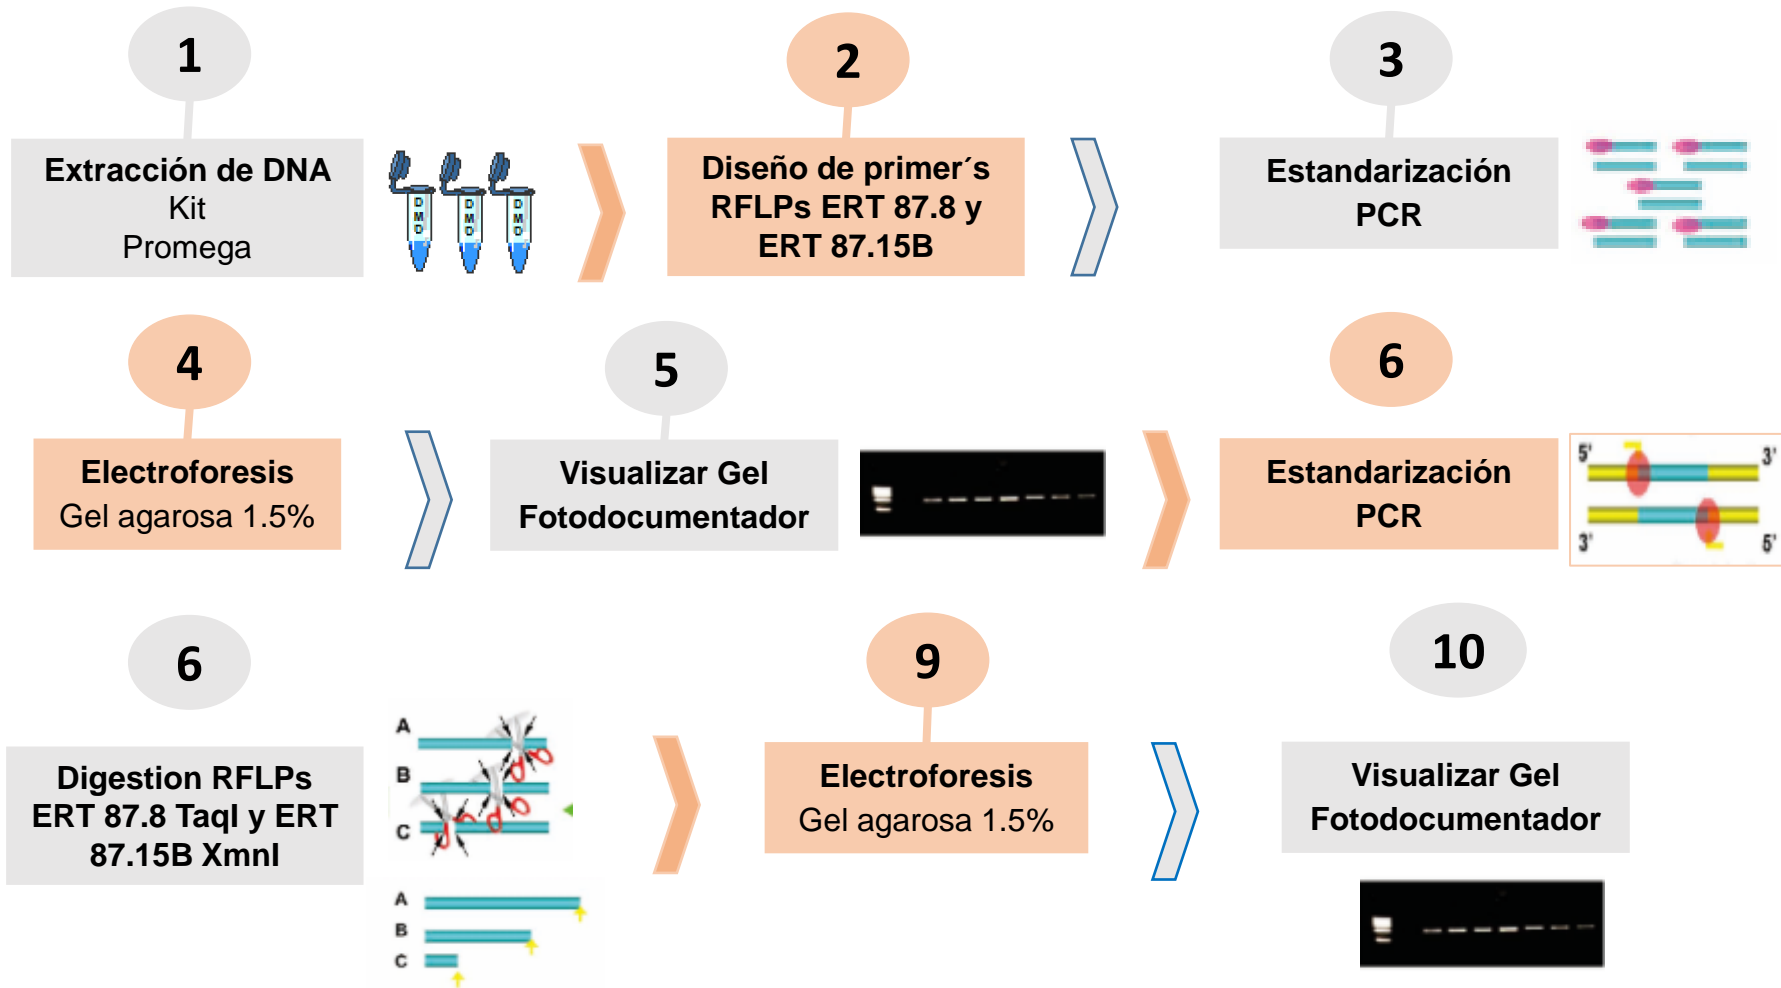 1
Extracción de DNA
Kit
Promega
DMD
DMD
DMD
2
Diseño de primer´s
RFLPs ERT 87.8 y
ERT 87.15B
3
Estandarización
PCR
4
Electroforesis
Gel agarosa 1.5%
5
Visualizar Gel
Fotodocumentador
6
Estandarización
PCR
5'
3'
3'
5'
6
Digestion RFLPs
ERT 87.8 TaqI y ERT
87.15B XmnI
A
B
C
A
B
C
9
Electroforesis
Gel agarosa 1.5%
10
Visualizar Gel
Fotodocumentador